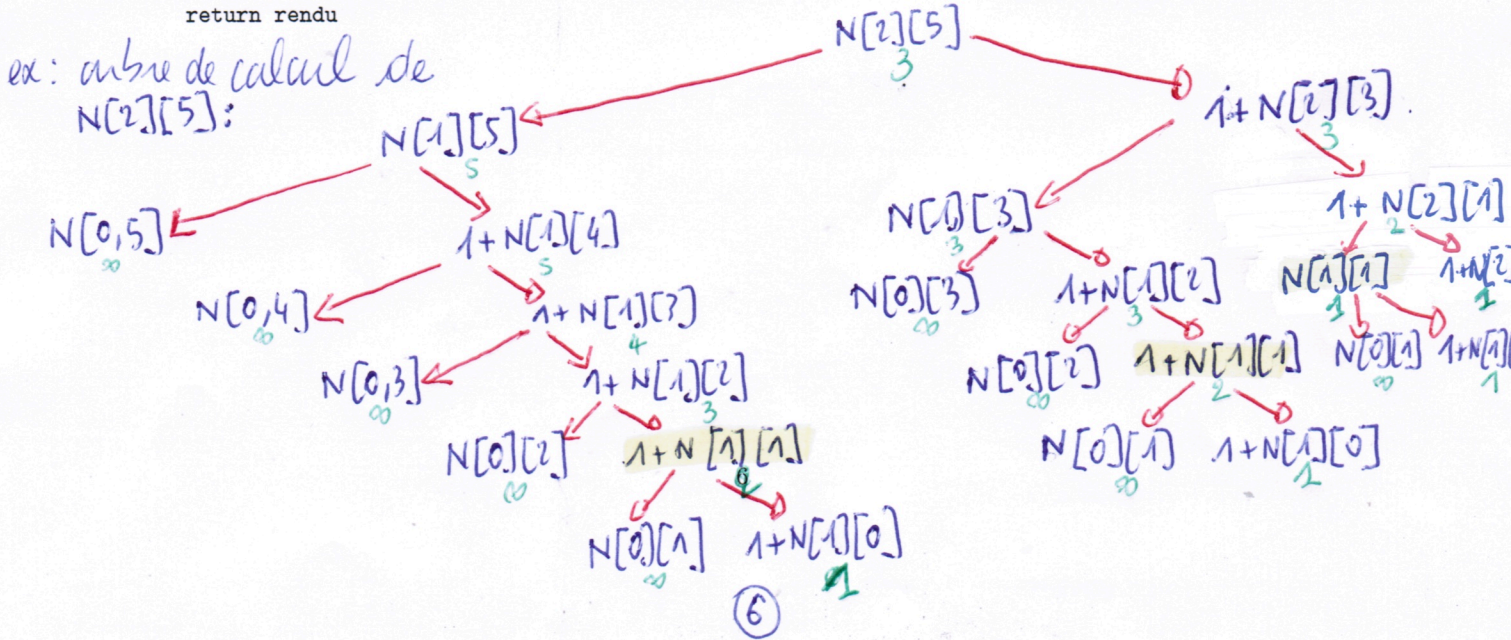 return rendu
ex: arbre de calcul de
N[2][5]:
N[2][5]
3
N[1][5]
5
1+N[2][3]
3
N[0,5]
∞
1+N[1][4]
5
N[1][3]
3
1+ N[2][1]
2
N[0,4]
∞
1+N[1][3]
4
N[0][3]
∞
1+N[1][2]
3
N[1][1]
1
1+N[2]
1
N[0,3]
∞
1+N[1][2]
3
N[0][2]
∞
1+N[1][1]
2
N[0][1]
∞
1+N[1][
1
N[0][2]
∞
1+N[1][1]
N[0][1]
∞
1+N[1][0]
1
N[0][1]
∞
1+N[1][0]
1
6